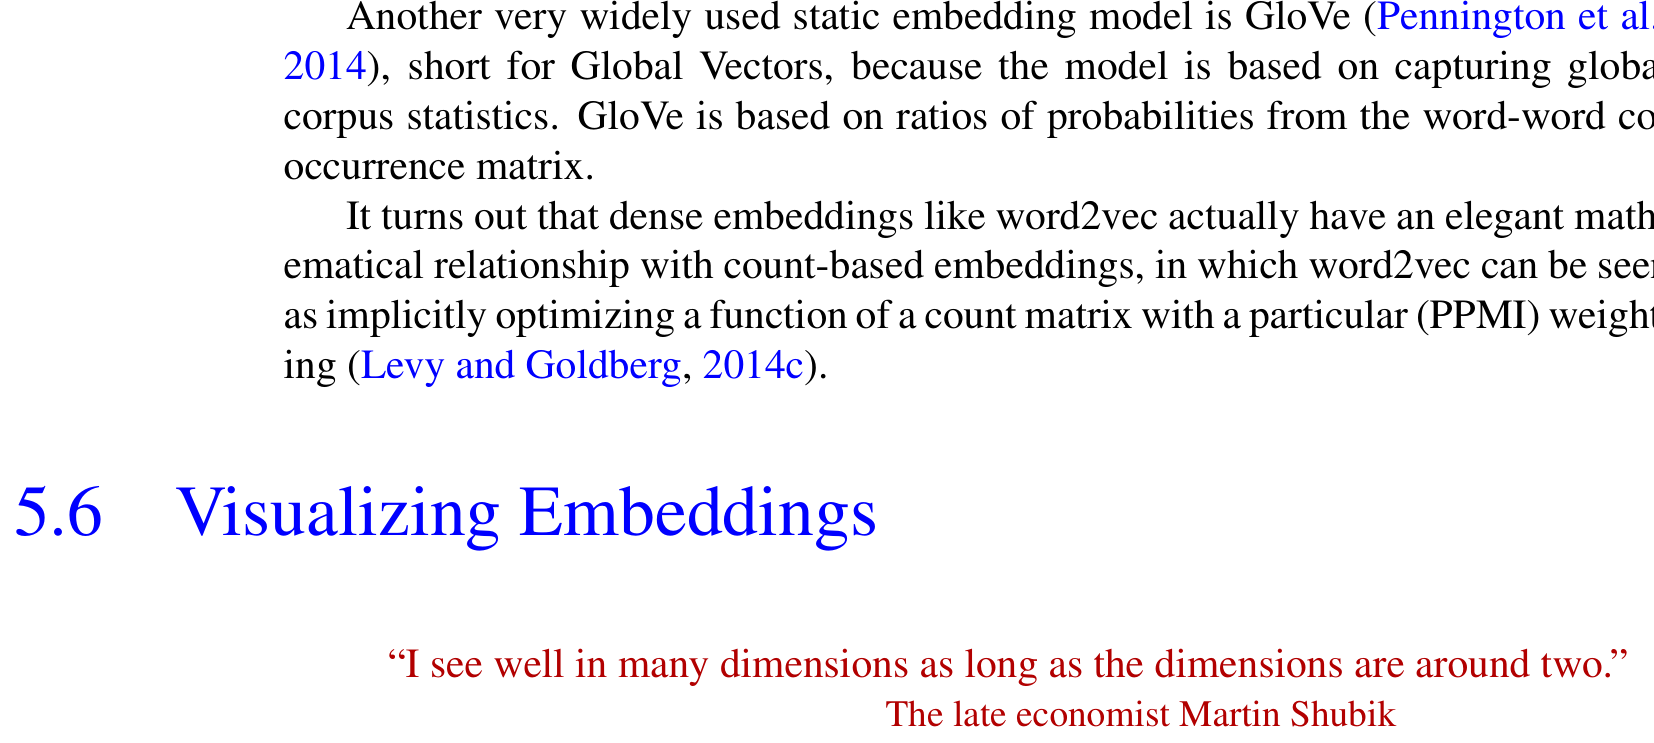 Another very widely used static embedding model is GloVe (Pennington et al.
2014), short for Global Vectors, because the model is based on capturing globa
corpus statistics. GloVe is based on ratios of probabilities from the word-word co
occurrence matrix.
It turns out that dense embeddings like word2vec actually have an elegant math
ematical relationship with count-based embeddings, in which word2vec can be seen
as implicitly optimizing a function of a count matrix with a particular (PPMI) weight
ing (Levy and Goldberg, 2014c).
5.6 Visualizing Embeddings
“I see well in many dimensions as long as the dimensions are around two.”
The late economist Martin Shubik